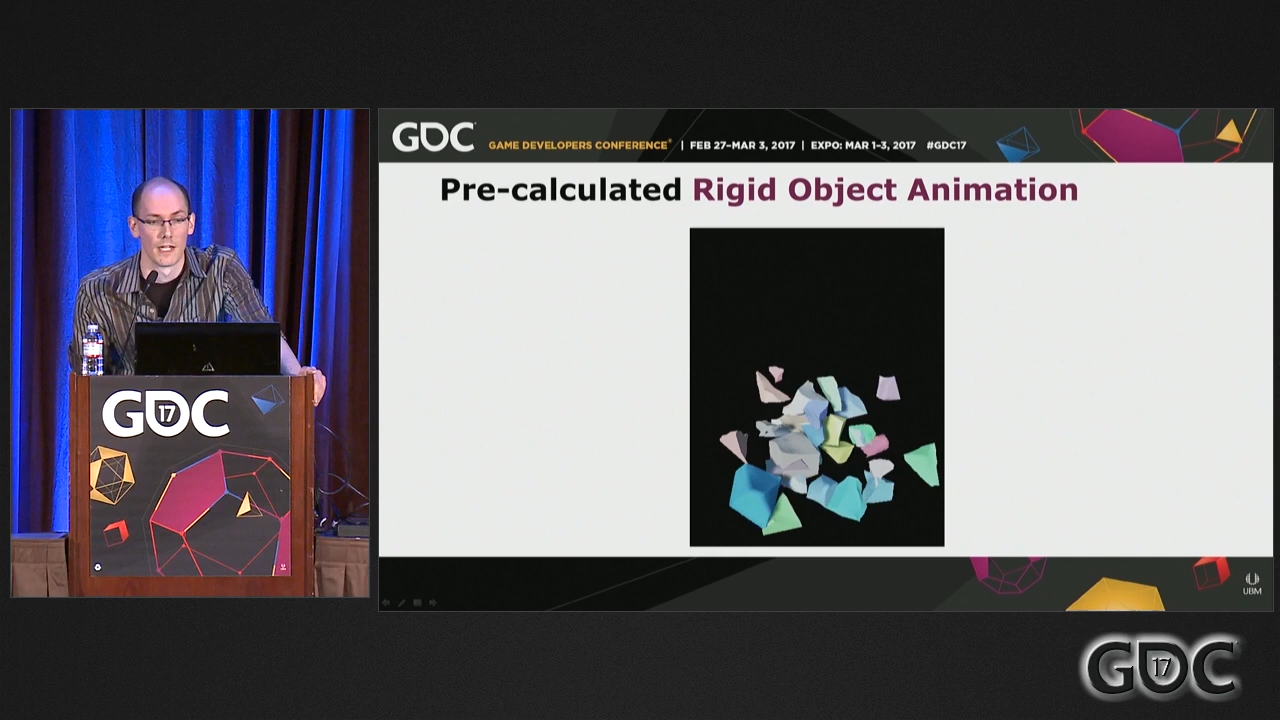 GDC
GAME DEVELOPERS CONFERENCE® | FEB 27–MAR 3, 2017 | EXPO: MAR 1–3, 2017 #GDC17
Pre-calculated Rigid Object Animation
GDC
17
UBM
GDC
17